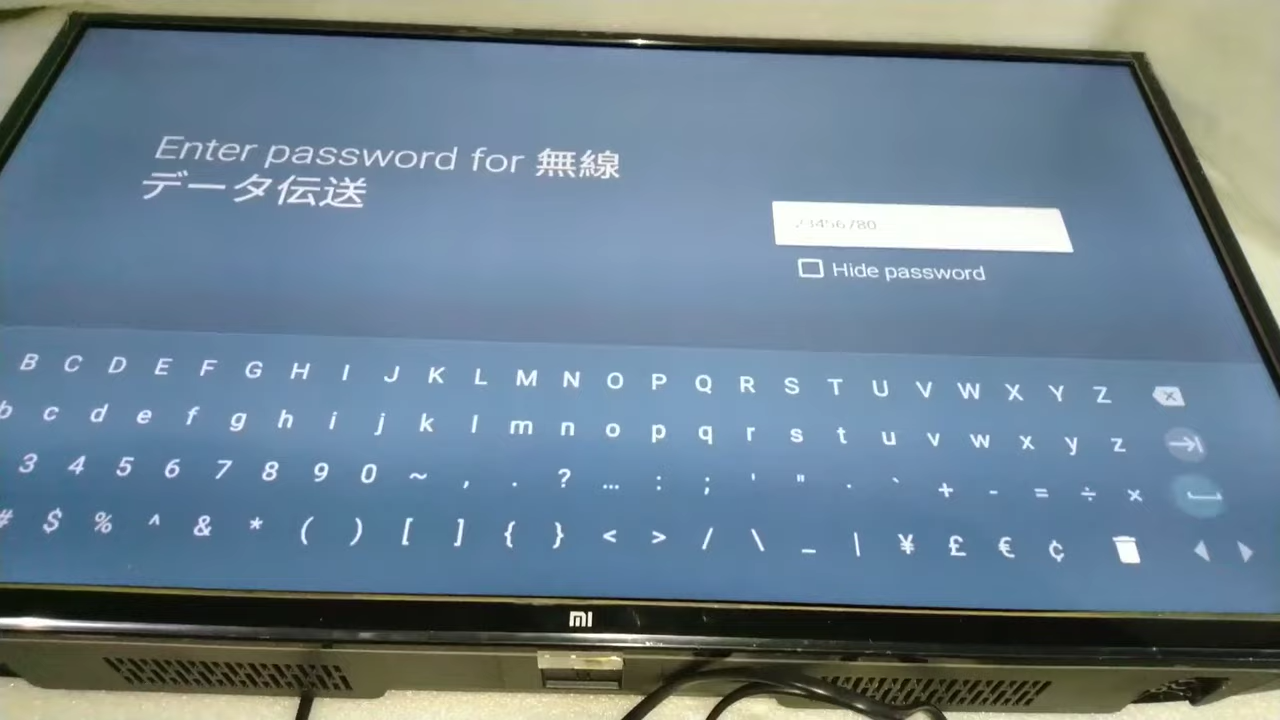 Enter password for 無線
データ伝送
Hide password
B C D E F G H I J K L M N O P Q R S T U V W X Y Z
b c d e f g h i j k l m n o p q r s t u v w x y z
3 4 5 6 7 8 9 0 ~ , . ? … : ; ' " · ` + - = ÷ ×
# $ % ^ & * ( ) [ ] { } < > / \ _ | ¥ £ € ¢
mi